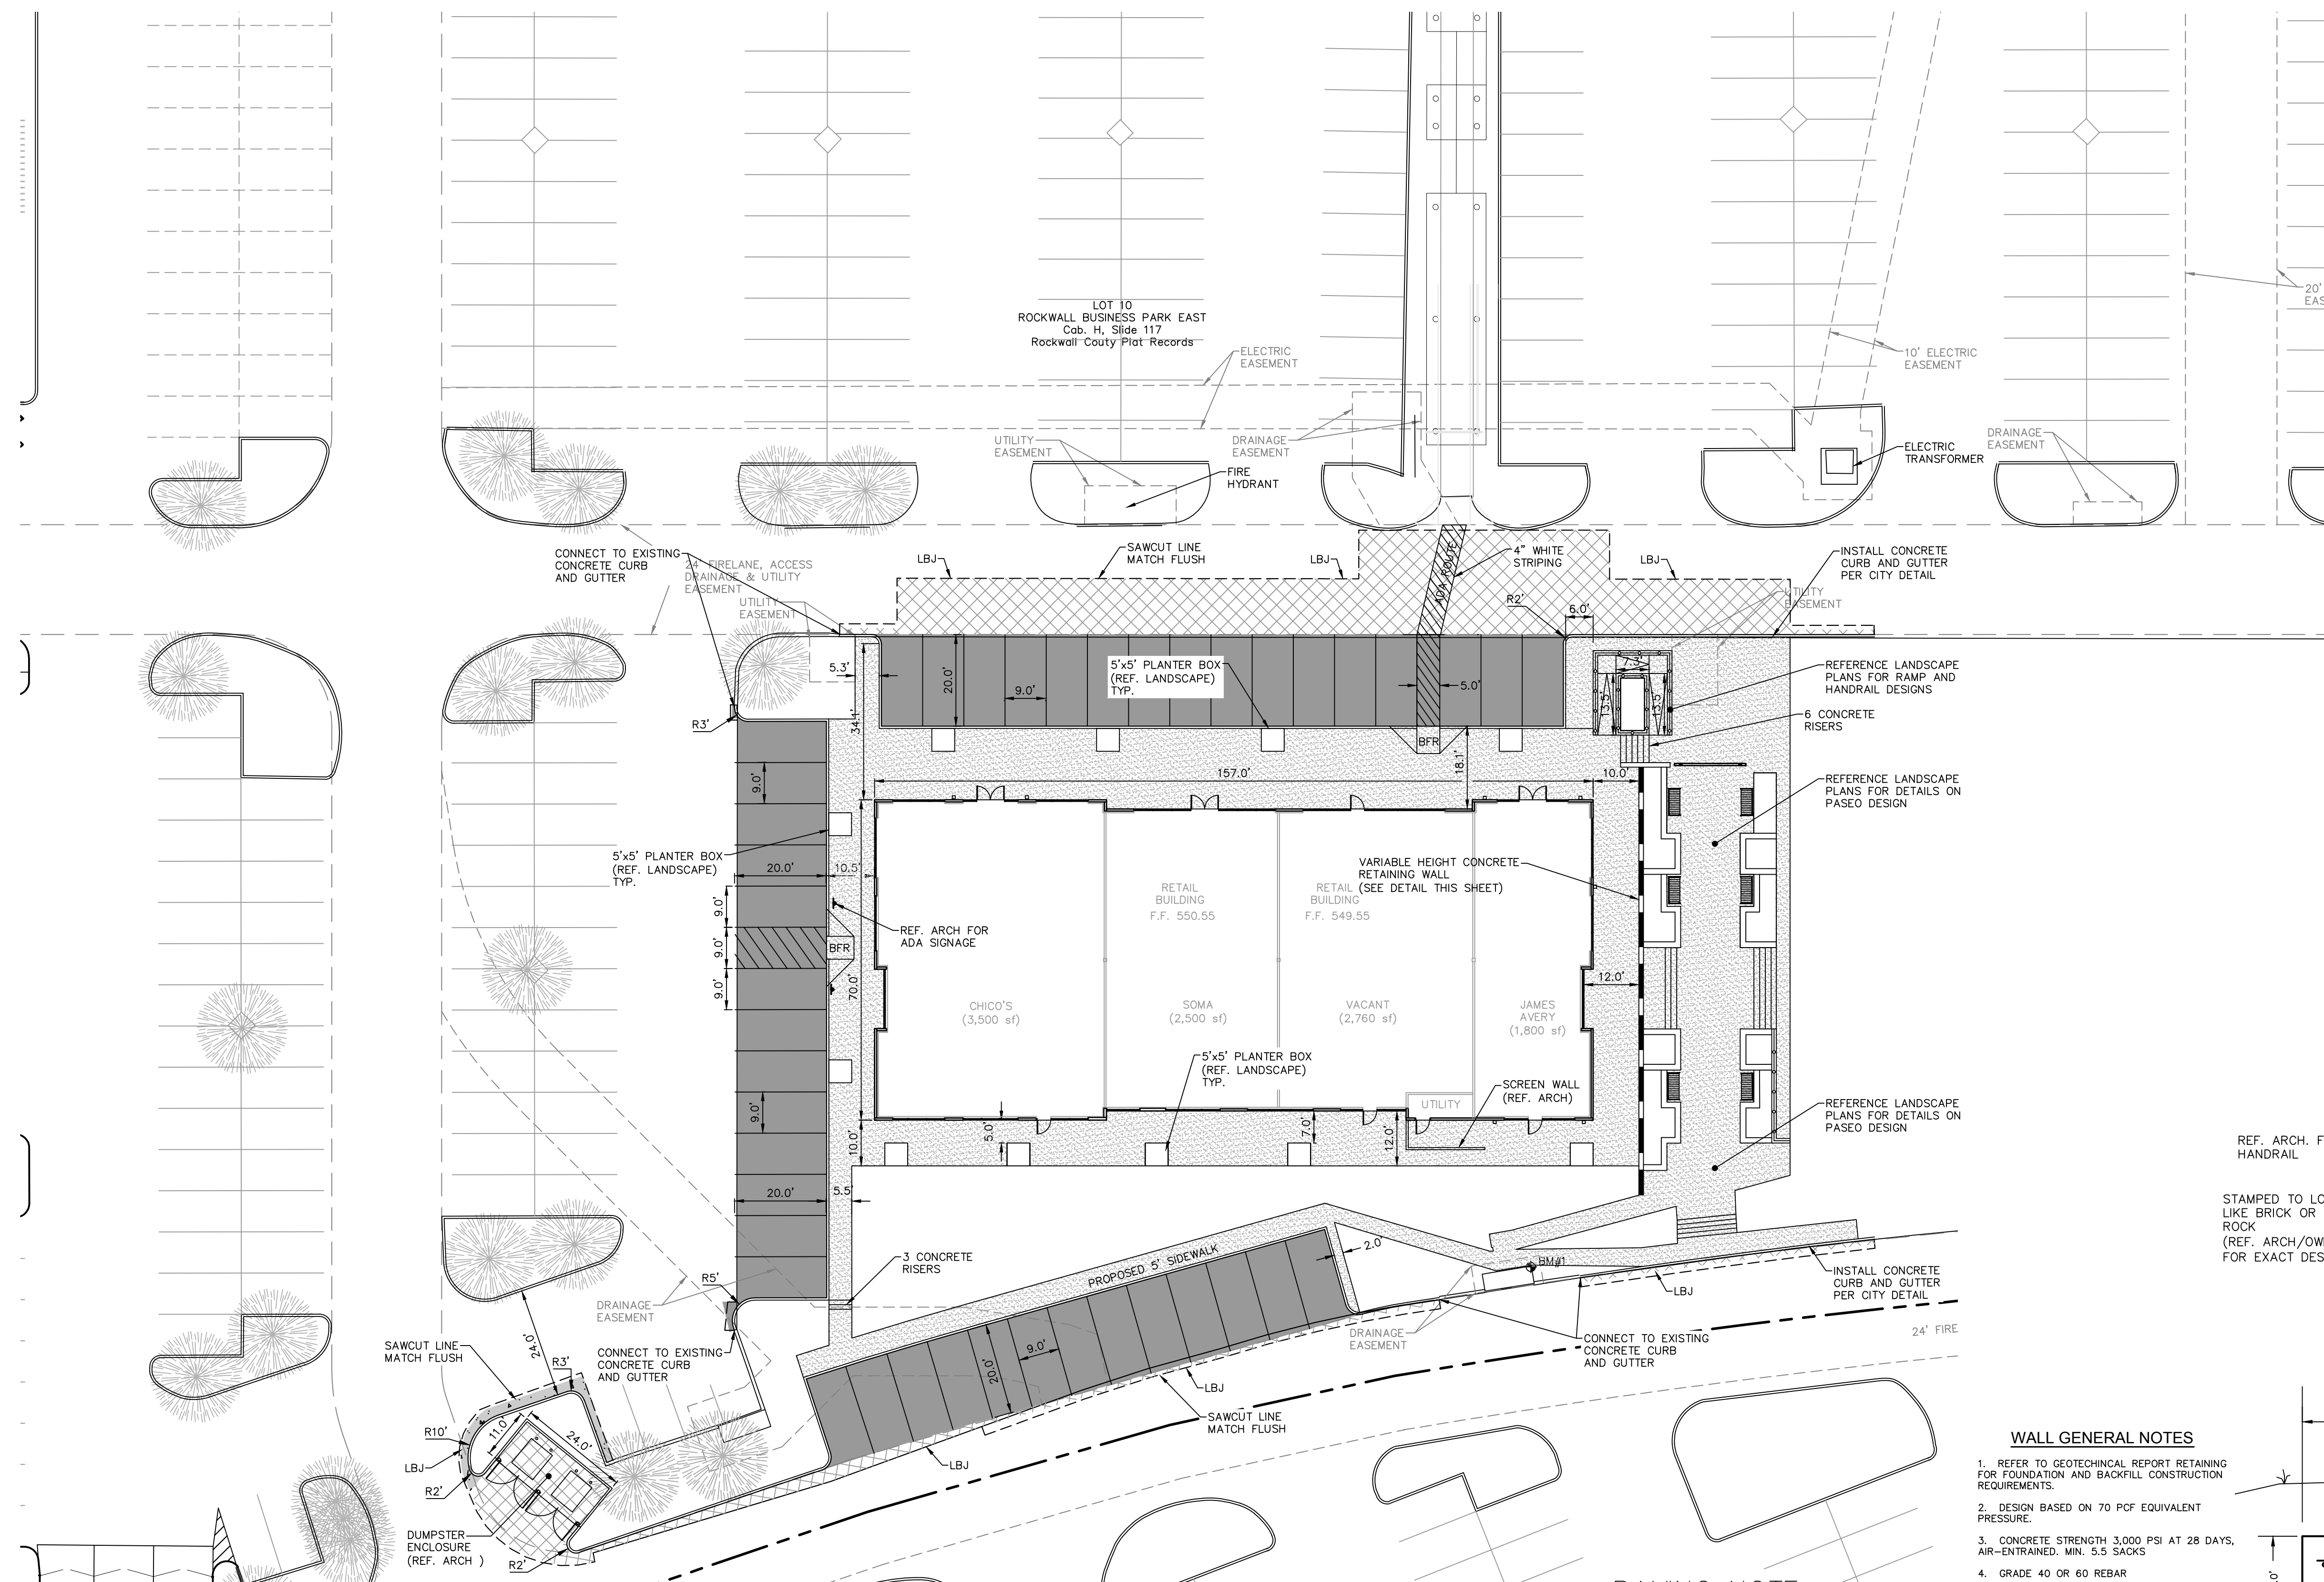 LOT 10
ROCKWALL BUSINESS PARK EAST
Cab. H, Slide 117
Rockwall Couty Plat Records
ELECTRIC
EASEMENT
20'
10' ELECTRIC
EASEMENT
UTILITY
EASEMENT
DRAINAGE
EASEMENT
FIRE
HYDRANT
ELECTRIC
TRANSFORMER
DRAINAGE
EASEMENT
CONNECT TO EXISTING
CONCRETE CURB
AND GUTTER
24' FIRELANE, ACCESS
DRAINAGE & UTILITY
EASEMENT
UTILITY
EASEMENT
LBJ
SAWCUT LINE
MATCH FLUSH
LBJ
ADA ROUTE
4" WHITE
STRIPING
LBJ
INSTALL CONCRETE
CURB AND GUTTER
PER CITY DETAIL
UTILITY
EASEMENT
R2'
6.0'
5.3'
20.0'
9.0'
5'x5' PLANTER BOX
(REF. LANDSCAPE)
TYP.
5.0'
7.3'
13.5'
13.5'
REFERENCE LANDSCAPE
PLANS FOR RAMP AND
HANDRAIL DESIGNS
R3'
34.1'
BFR
18.1'
6 CONCRETE
RISERS
157.0'
10.0'
9.0'
REFERENCE LANDSCAPE
PLANS FOR DETAILS ON
PASEO DESIGN
5'x5' PLANTER BOX
(REF. LANDSCAPE)
TYP.
20.0'
10.5'
VARIABLE HEIGHT CONCRETE
RETAINING WALL
(SEE DETAIL THIS SHEET)
RETAIL
BUILDING
F.F. 550.55
RETAIL
BUILDING
F.F. 549.55
9.0'
9.0'
9.0'
REF. ARCH FOR
ADA SIGNAGE
BFR
70.0'
12.0'
CHICO'S
(3,500 sf)
SOMA
(2,500 sf)
VACANT
(2,760 sf)
JAMES
AVERY
(1,800 sf)
5'x5' PLANTER BOX
(REF. LANDSCAPE)
TYP.
SCREEN WALL
(REF. ARCH)
UTILITY
9.0'
10.0'
5.0'
7.0'
12.0'
REFERENCE LANDSCAPE
PLANS FOR DETAILS ON
PASEO DESIGN
REF. ARCH.
HANDRAIL
20.0'
5.5'
STAMPED TO
LIKE BRICK OR
ROCK
FOR EXACT
3 CONCRETE
RISERS
PROPOSED 5' SIDEWALK
2.0'
BM#1
R5'
DRAINAGE
EASEMENT
LBJ
INSTALL CONCRETE
CURB AND GUTTER
PER CITY DETAIL
24' FIRE
DRAINAGE
EASEMENT
CONNECT TO EXISTING
CONCRETE CURB
AND GUTTER
SAWCUT LINE
MATCH FLUSH
24.0'
R3'
CONNECT TO EXISTING
CONCRETE CURB
AND GUTTER
20.0'
9.0'
LBJ
SAWCUT LINE
MATCH FLUSH
R10'
11.0'
24.0'
LBJ
LBJ
R2'
DUMPSTER
ENCLOSURE
(REF. ARCH )
R2'
WALL GENERAL NOTES
1. REFER TO GEOTECHINCAL REPORT RETAINING
FOR FOUNDATION AND BACKFILL CONSTRUCTION
REQUIREMENTS.
2. DESIGN BASED ON 70 PCF EQUIVALENT
PRESSURE.
3. CONCRETE STRENGTH 3,000 PSI AT 28 DAYS,
AIR-ENTRAINED. MIN. 5.5 SACKS
4. GRADE 40 OR 60 REBAR